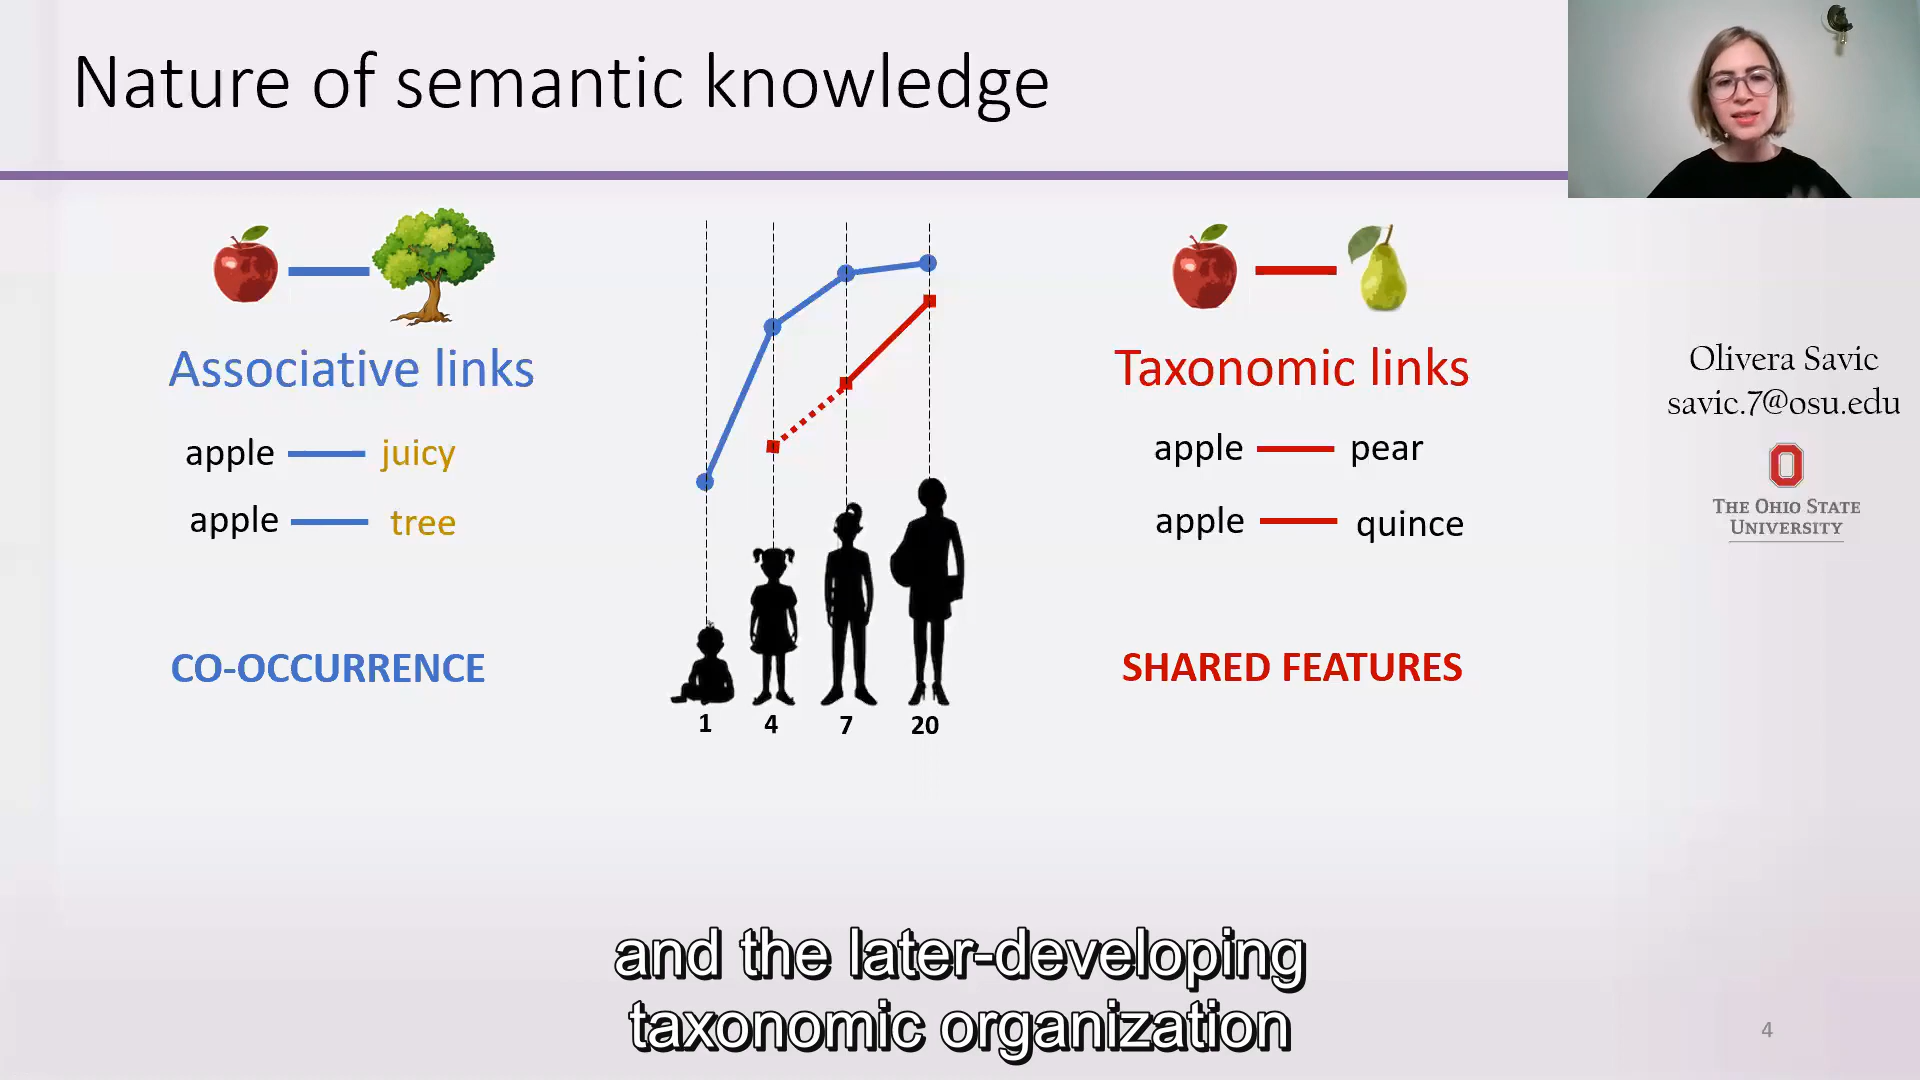 Nature of semantic knowledge
Associative links
apple juicy
apple tree
CO-OCCURRENCE
1 4 7 20
Taxonomic links
apple pear
apple quince
SHARED FEATURES
Olivera Savic
savic.7@osu.edu
THE OHIO STATE
UNIVERSITY
and the later-developing
taxonomic organization
4